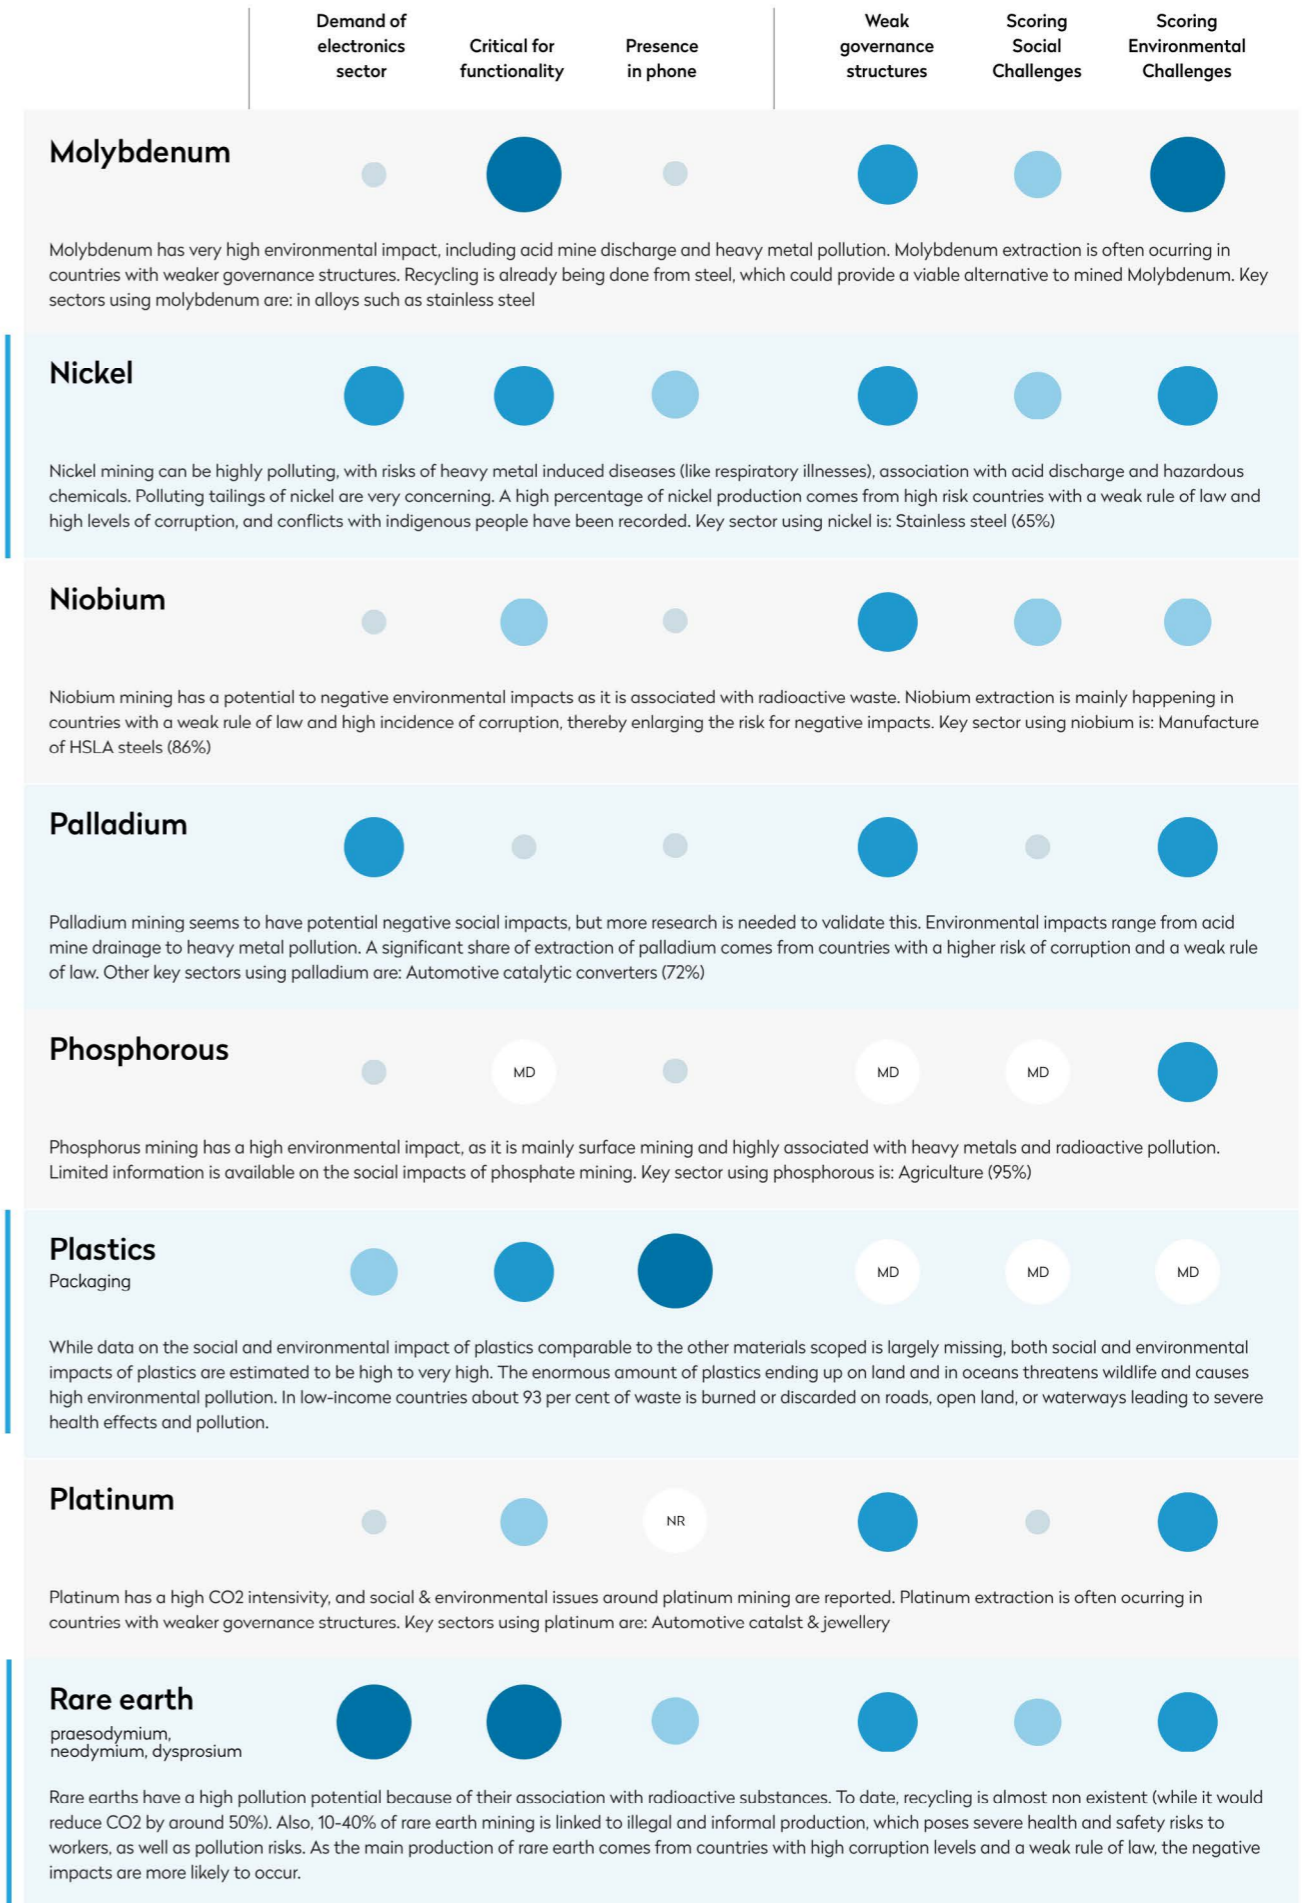 Demand of
electronics
sector
Critical for
functionality
Presence
in phone
Weak
governance
structures
Scoring
Social
Challenges
Scoring
Environmental
Challenges
Molybdenum
Molybdenum has very high environmental impact, including acid mine discharge and heavy metal pollution. Molybdenum extraction is often ocurring in
countries with weaker governance structures. Recycling is already being done from steel, which could provide a viable alternative to mined Molybdenum. Key
sectors using molybdenum are: in alloys such as stainless steel
Nickel
Nickel mining can be highly polluting, with risks of heavy metal induced diseases (like respiratory illnesses), association with acid discharge and hazardous
chemicals. Polluting tailings of nickel are very concerning. A high percentage of nickel production comes from high risk countries with a weak rule of law and
high levels of corruption, and conflicts with indigenous people have been recorded. Key sector using nickel is: Stainless steel (65%)
Niobium
Niobium mining has a potential to negative environmental impacts as it is associated with radioactive waste. Niobium extraction is mainly happening in
countries with a weak rule of law and high incidence of corruption, thereby enlarging the risk for negative impacts. Key sector using niobium is: Manufacture
of HSLA steels (86%)
Palladium
Palladium mining seems to have potential negative social impacts, but more research is needed to validate this. Environmental impacts range from acid
mine drainage to heavy metal pollution. A significant share of extraction of palladium comes from countries with a higher risk of corruption and a weak rule
of law. Other key sectors using palladium are: Automotive catalytic converters (72%)
Phosphorous
MD
MD
MD
Phosphorus mining has a high environmental impact, as it is mainly surface mining and highly associated with heavy metals and radioactive pollution.
Limited information is available on the social impacts of phosphate mining. Key sector using phosphorous is: Agriculture (95%)
Plastics
Packaging
MD
MD
MD
While data on the social and environmental impact of plastics comparable to the other materials scoped is largely missing, both social and environmental
impacts of plastics are estimated to be high to very high. The enormous amount of plastics ending up on land and in oceans threatens wildlife and causes
high environmental pollution. In low-income countries about 93 per cent of waste is burned or discarded on roads, open land, or waterways leading to severe
health effects and pollution.
Platinum
NR
Platinum has a high CO2 intensivity, and social & environmental issues around platinum mining are reported. Platinum extraction is often ocurring in
countries with weaker governance structures. Key sectors using platinum are: Automotive catalst & jewellery
Rare earth
praesodymium,
neodymium, dysprosium
Rare earths have a high pollution potential because of their association with radioactive substances. To date, recycling is almost non existent (while it would
reduce CO2 by around 50%). Also, 10-40% of rare earth mining is linked to illegal and informal production, which poses severe health and safety risks to
workers, as well as pollution risks. As the main production of rare earth comes from countries with high corruption levels and a weak rule of law, the negative
impacts are more likely to occur.